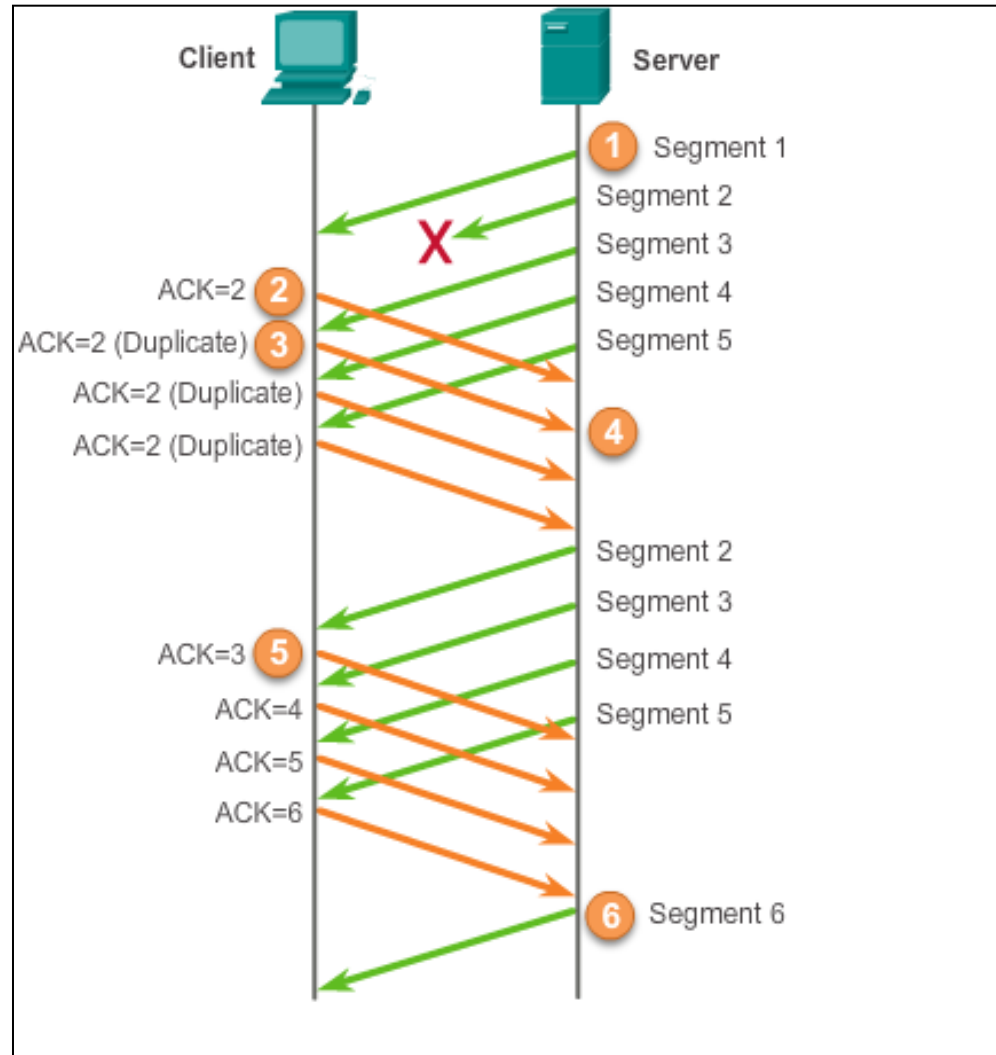 Client
Server
1 Segment 1
Segment 2
X
Segment 3
ACK=2 2
Segment 4
ACK=2 (Duplicate) 3
Segment 5
ACK=2 (Duplicate)
4
ACK=2 (Duplicate)
Segment 2
Segment 3
ACK=3 5
Segment 4
ACK=4
Segment 5
ACK=5
ACK=6
6 Segment 6